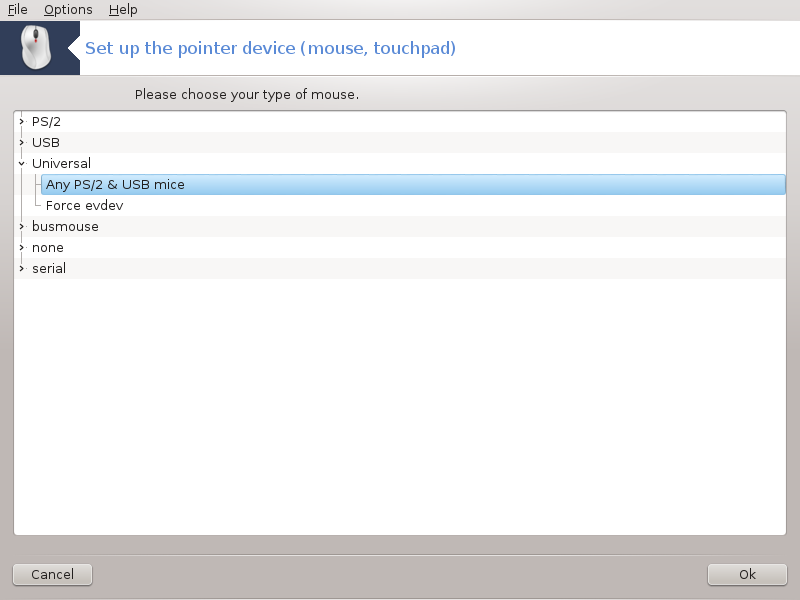 File Options Help
Set up the pointer device (mouse, touchpad)
Please choose your type of mouse.
PS/2
USB
Universal
Any PS/2 & USB mice
Force evdev
busmouse
none
serial
Cancel Ok